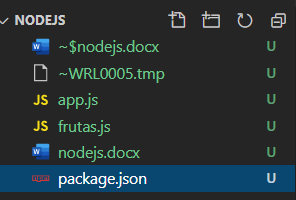 NODEJS
~$nodejs.docx U
~WRL0005.tmp U
JS app.js U
JS frutas.js U
nodejs.docx U
package.json U